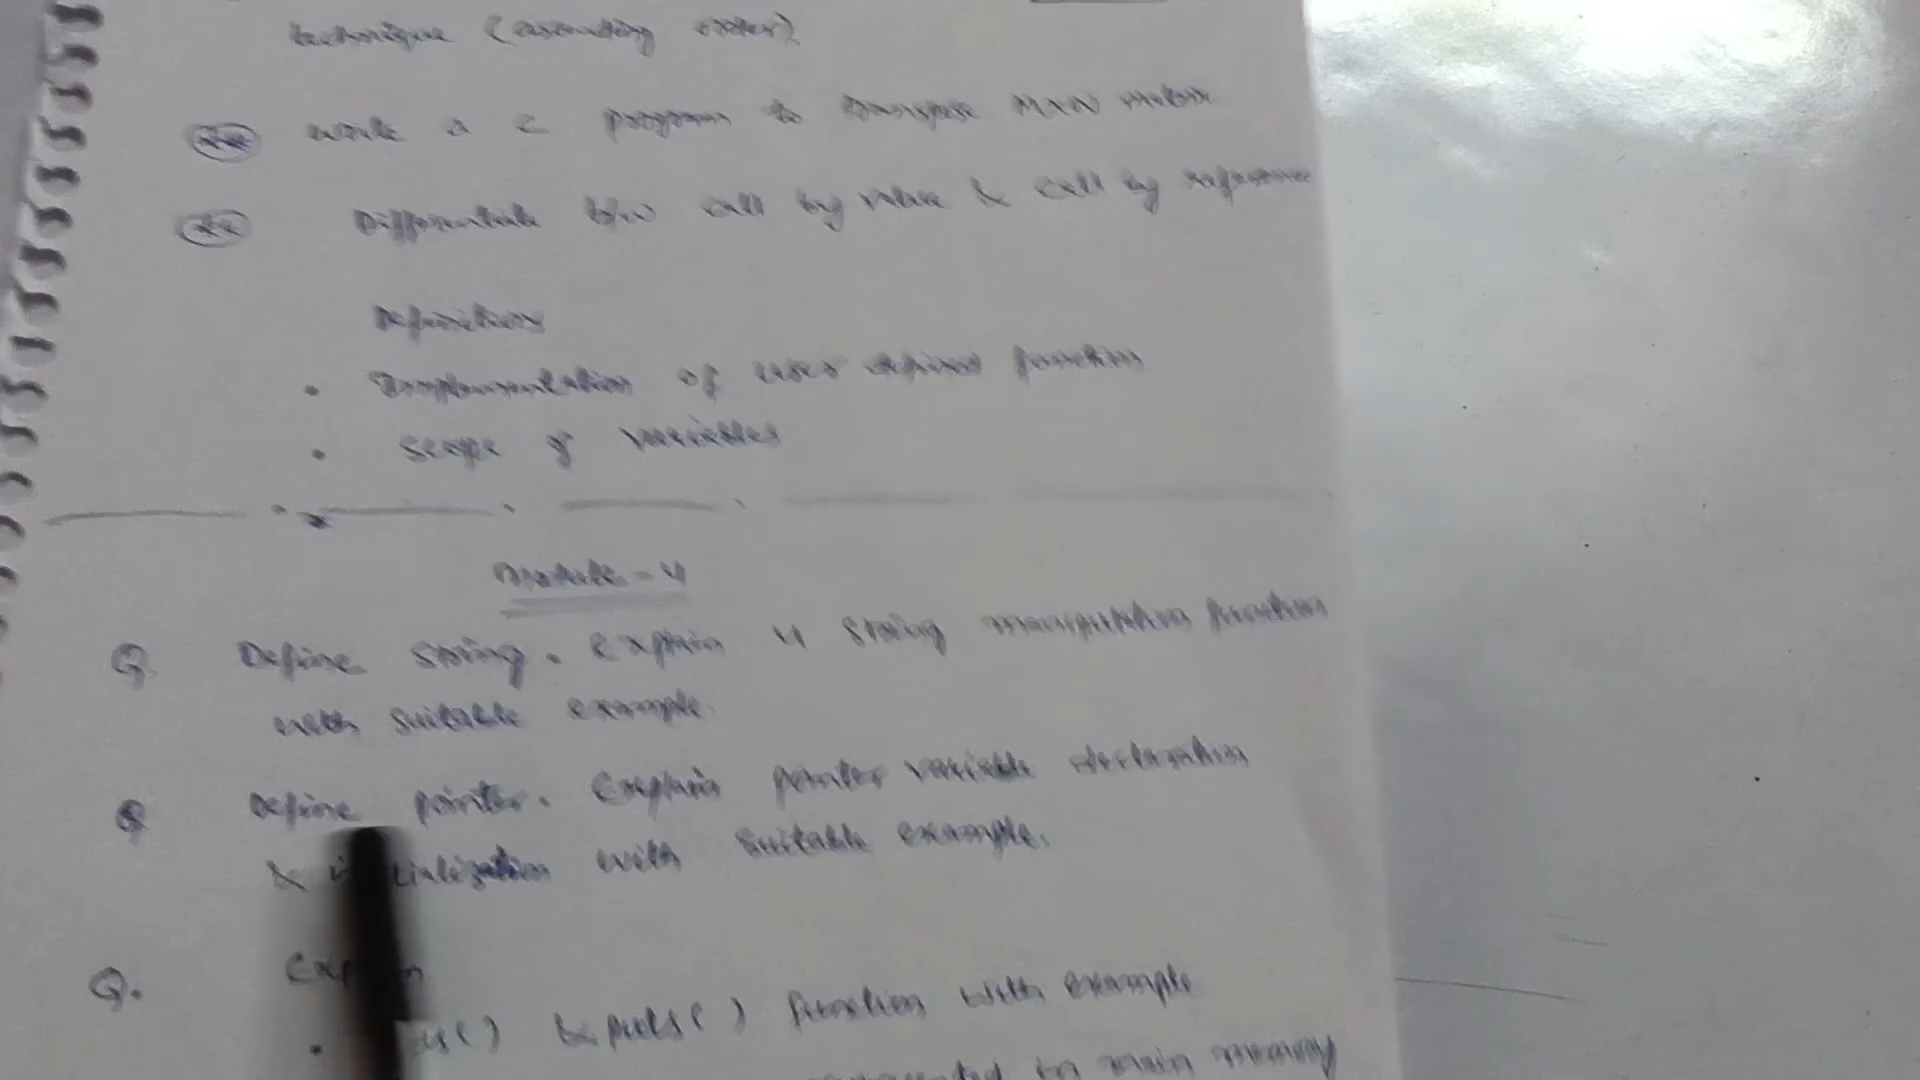 technique (ascending order).
** write a C program to transpose MXN matrix
** Differentiate b/w call by value & call by reference
Definition
• Implementation of user defined function
• Scope of variables
Module - 4
Q. Define string. Explain 4 string manipulation function
with suitable example.
Q Define pointer. Explain pointer variable declaration
& with suitable example.
Q.
• & puts( ) function with example
in main memory